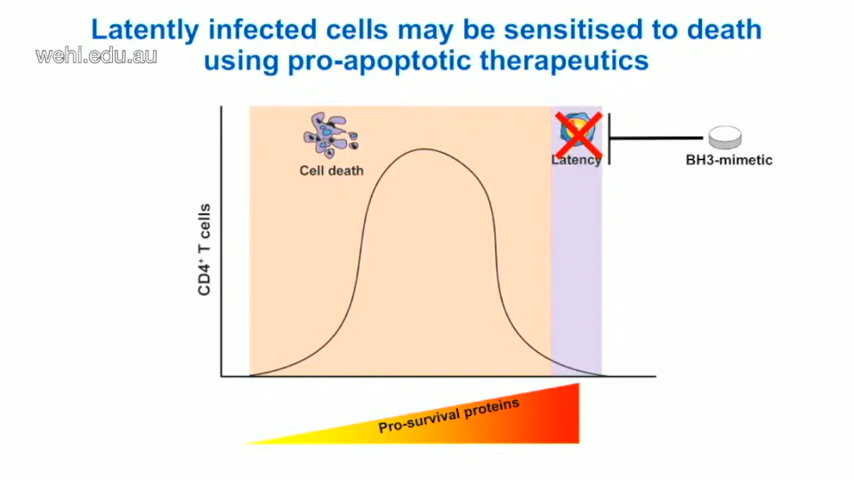 Latently infected cells may be sensitised to death
using pro-apoptotic therapeutics
wehi.edu.au
Cell death
Latency
BH3-mimetic
CD4⁺ T cells
Pro-survival proteins